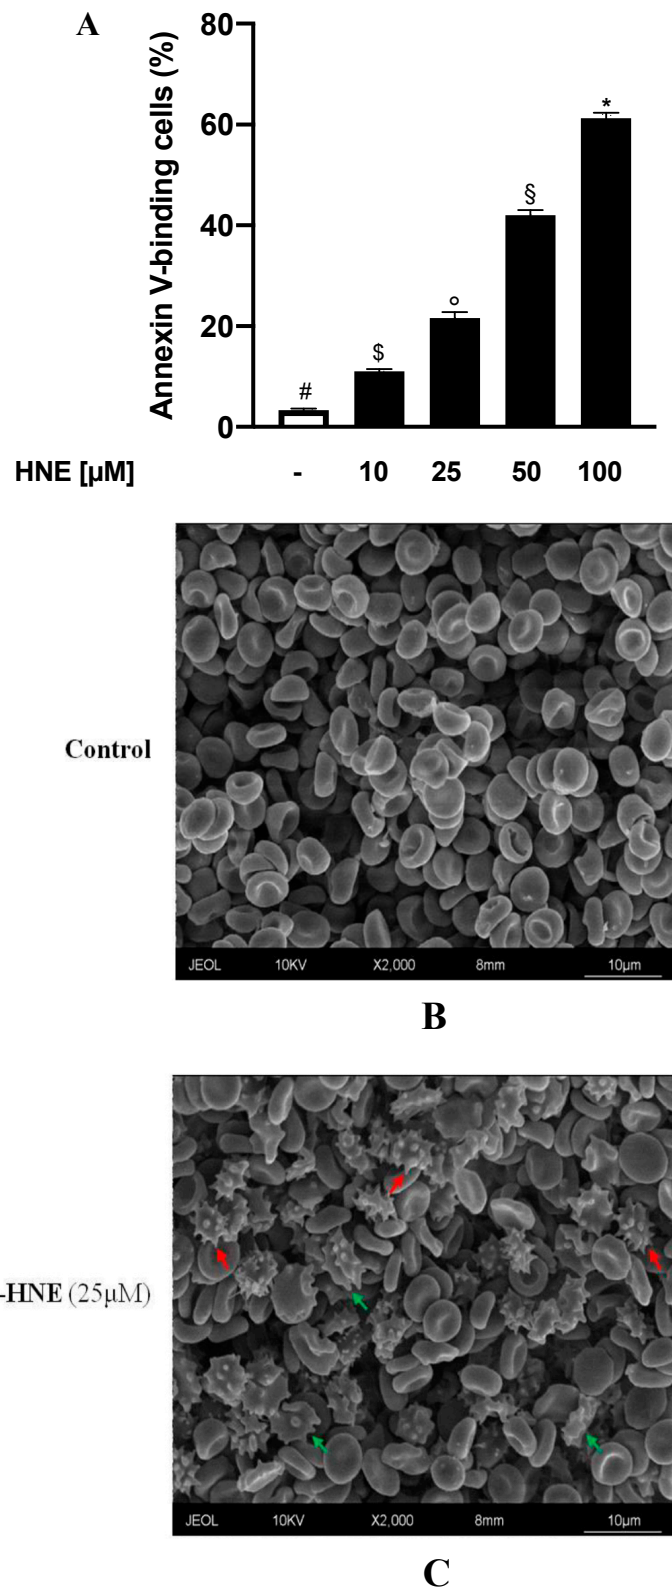 A
Annexin V-binding cells (%)
80
60
40
20
0
#
$
°
§
*
HNE [µM] - 10 25 50 100
Control
JEOL 10KV X2,000 8mm 10µm
B
-HNE (25µM)
JEOL 10KV X2,000 8mm 10µm
C